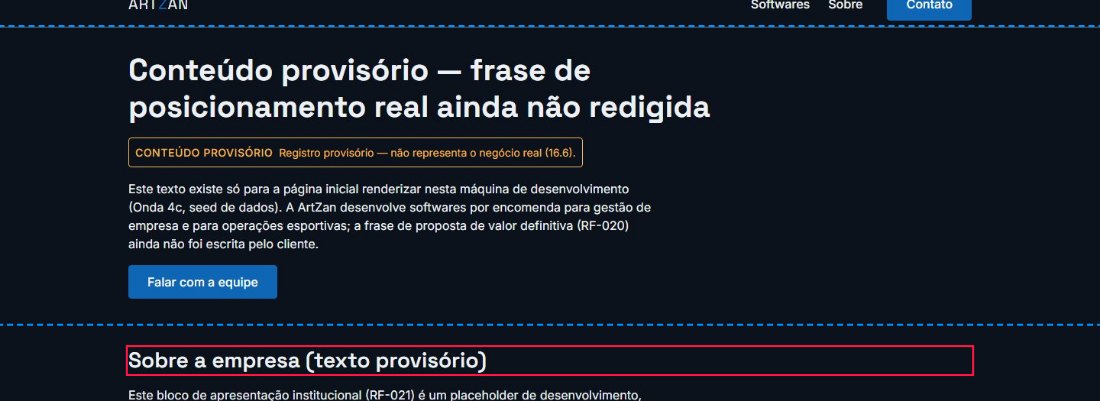 ARTZAN
Softwares Sobre Contato
Conteúdo provisório — frase de
posicionamento real ainda não redigida
CONTEÚDO PROVISÓRIO Registro provisório — não representa o negócio real (16.6).
Este texto existe só para a página inicial renderizar nesta máquina de desenvolvimento
(Onda 4c, seed de dados). A ArtZan desenvolve softwares por encomenda para gestão de
empresa e para operações esportivas; a frase de proposta de valor definitiva (RF-020)
ainda não foi escrita pelo cliente.
Falar com a equipe
Sobre a empresa (texto provisório)
Este bloco de apresentação institucional (RF-021) é um placeholder de desenvolvimento,